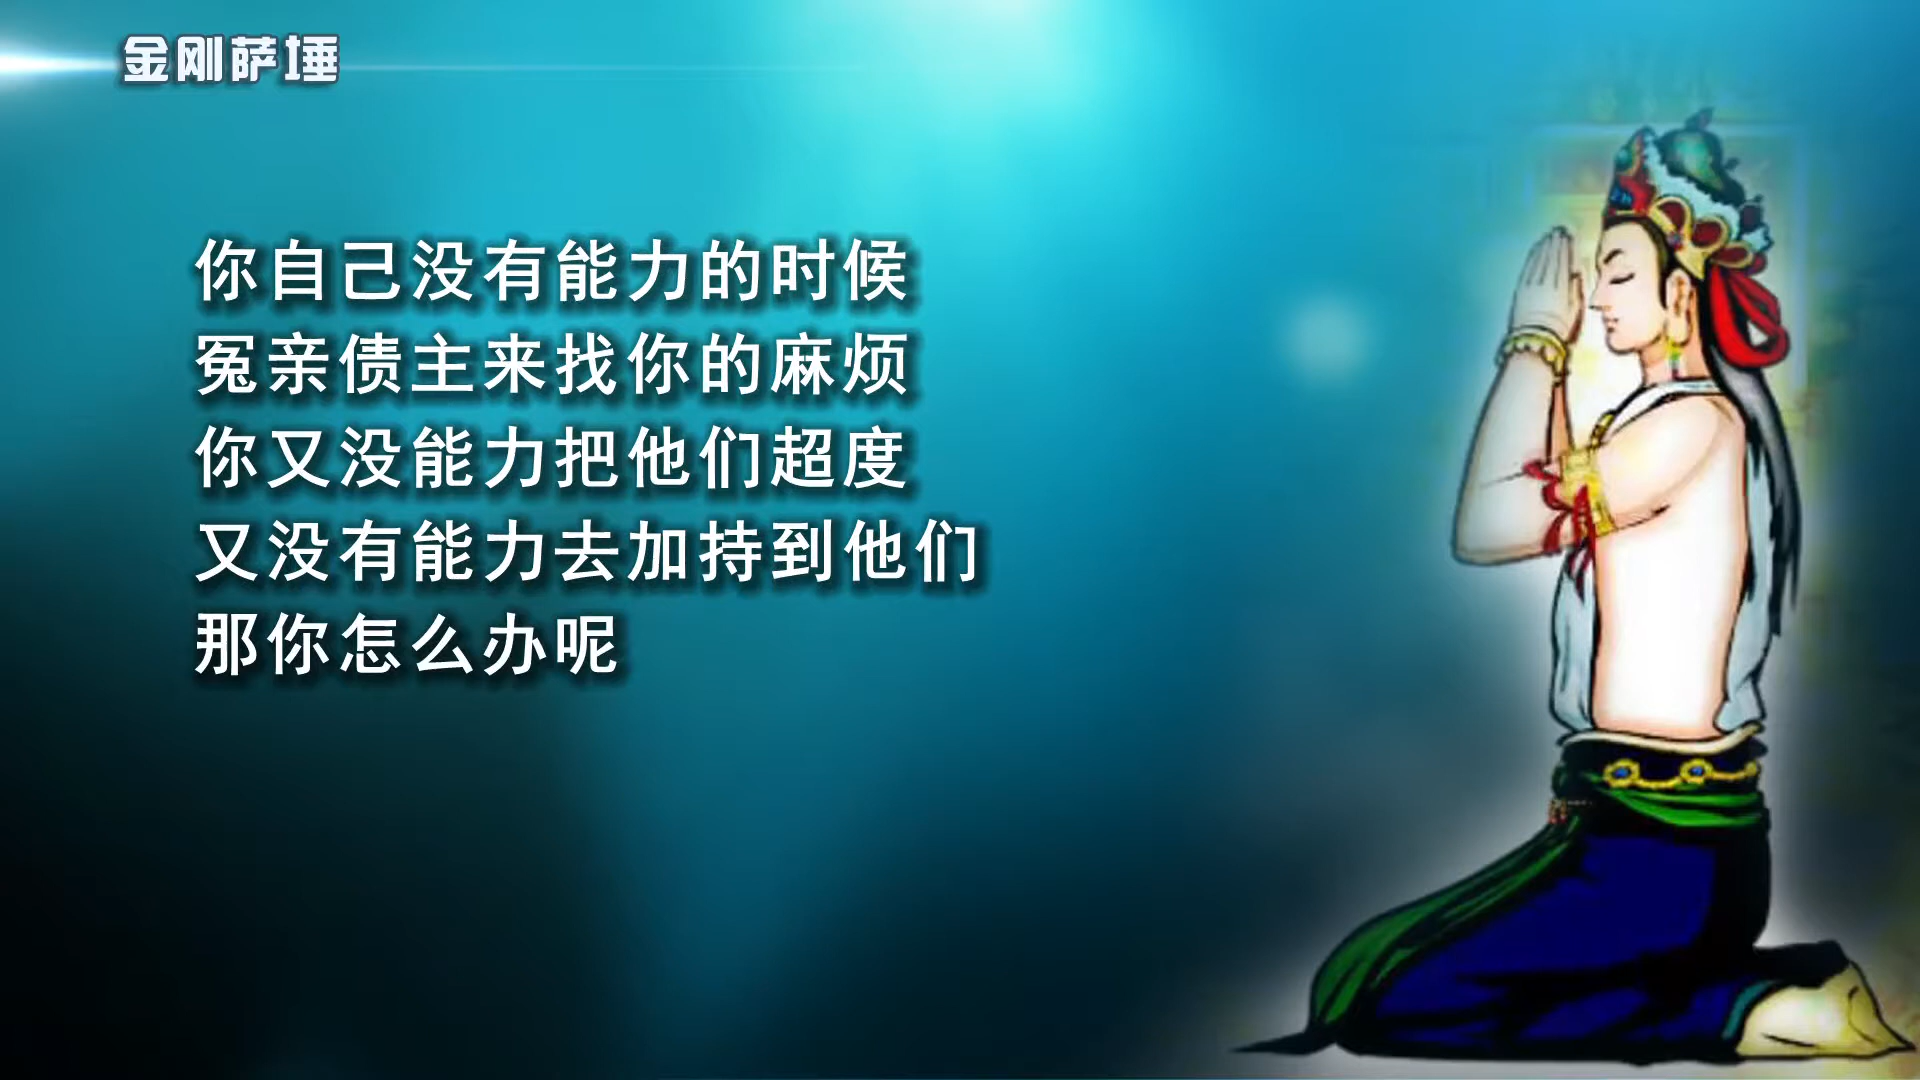 金刚萨埵
你自己没有能力的时候
冤亲债主来找你的麻烦
你又没能力把他们超度
又没有能力去加持到他们
那你怎么办呢